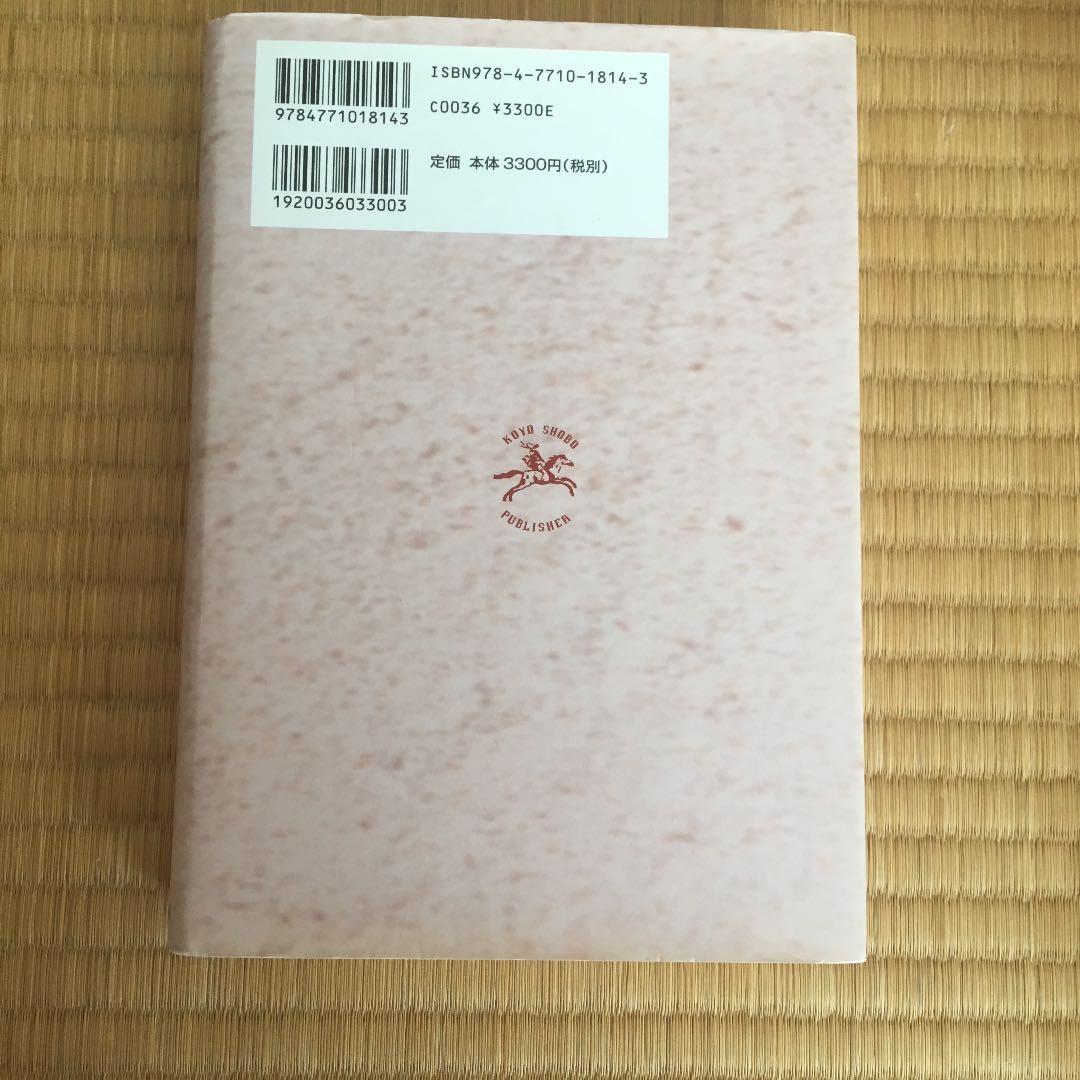 ISBN978-4-7710-1814-3
9784771018143
C0036 ¥3300E
定価 本体3300円(税別)
1920036033003
KOYO SHOBO
PUBLISHER